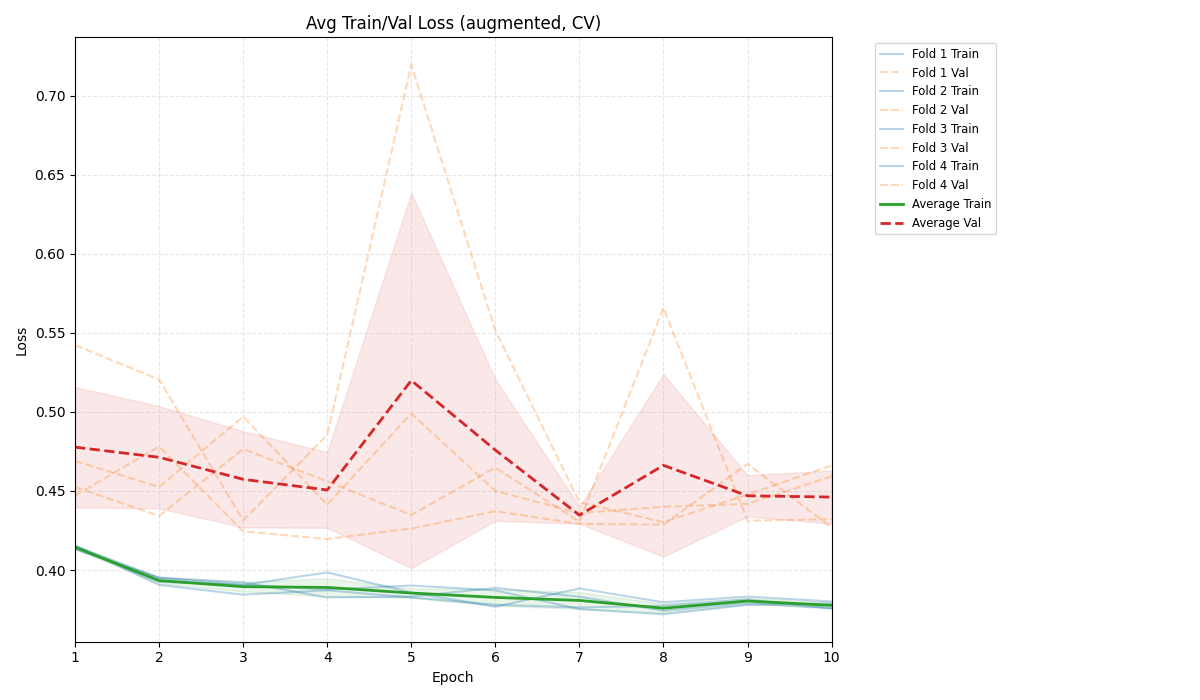 Avg Train/Val Loss (augmented, CV)
Loss
0.70
0.65
0.60
0.55
0.50
0.45
0.40
1 2 3 4 5 6 7 8 9 10
Epoch
Fold 1 Train
Fold 1 Val
Fold 2 Train
Fold 2 Val
Fold 3 Train
Fold 3 Val
Fold 4 Train
Fold 4 Val
Average Train
Average Val